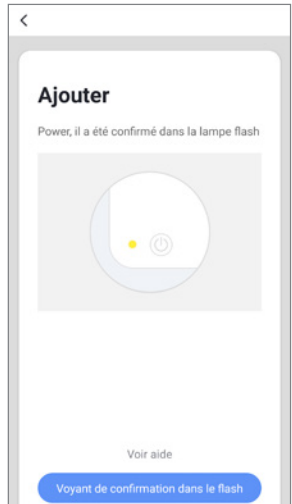 Ajouter
Power, il a été confirmé dans la lampe flash
Voir aide
Voyant de confirmation dans le flash